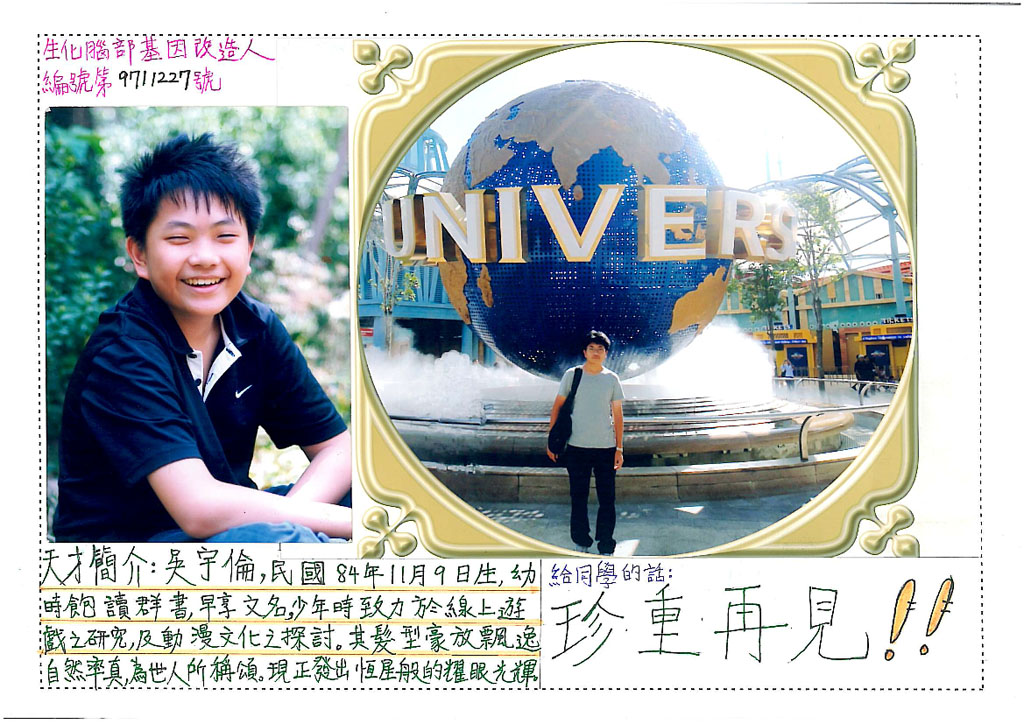 生化腦部基因改造人
編號第9711227號
UNIVERS
天才簡介:吳宇倫,民國84年11月9日生,幼
時飽讀群書,早享文名,少年時致力於線上遊
戲之研究,及動漫文化之探討。其髮型豪放飄逸
自然率真,為世人所稱頌。現正發出恆星般的耀眼光輝。
給同學的話:
珍重再見!!